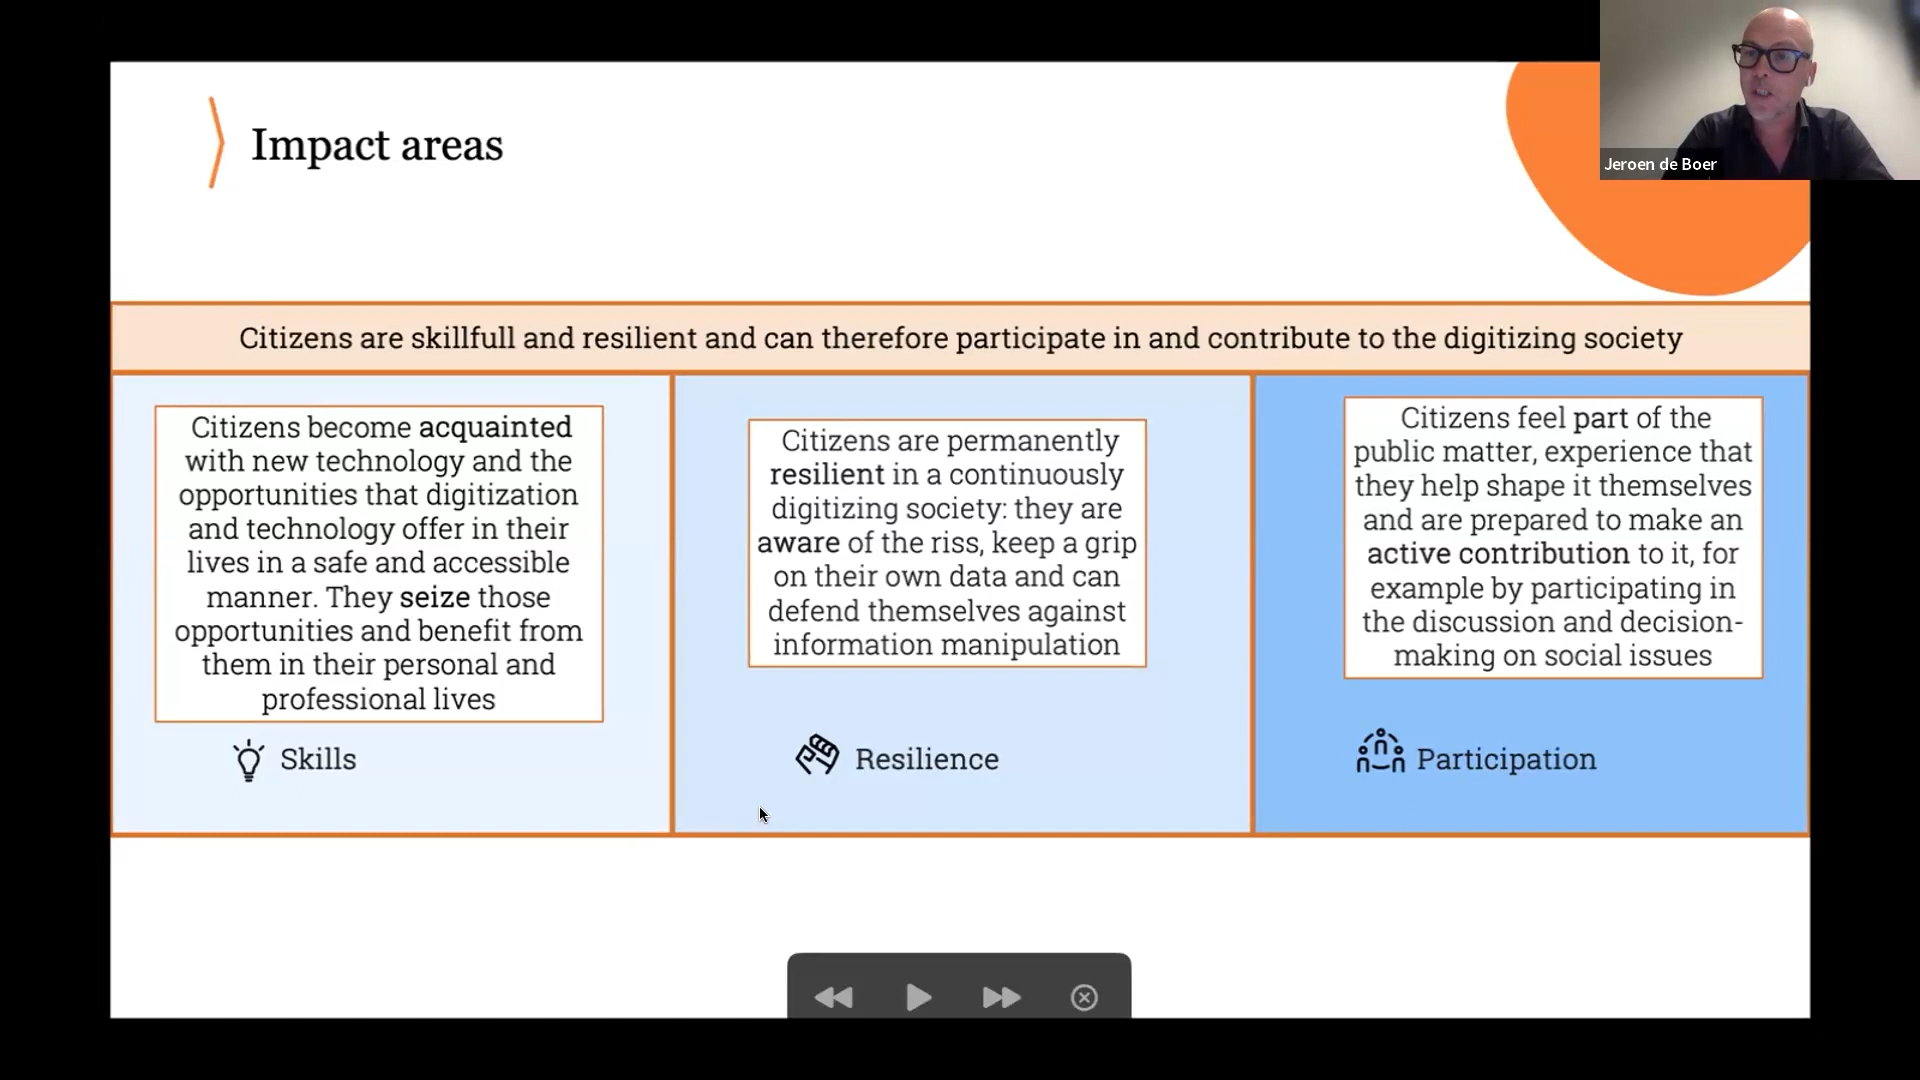 Impact areas
Jeroen de Boer
Citizens are skillfull and resilient and can therefore participate in and contribute to the digitizing society
Citizens become acquainted
with new technology and the
opportunities that digitization
and technology offer in their
lives in a safe and accessible
manner. They seize those
opportunities and benefit from
them in their personal and
professional lives
Skills
Citizens are permanently
resilient in a continuously
digitizing society: they are
aware of the riss, keep a grip
on their own data and can
defend themselves against
information manipulation
Resilience
Citizens feel part of the
public matter, experience that
they help shape it themselves
and are prepared to make an
active contribution to it, for
example by participating in
the discussion and decision-
making on social issues
Participation